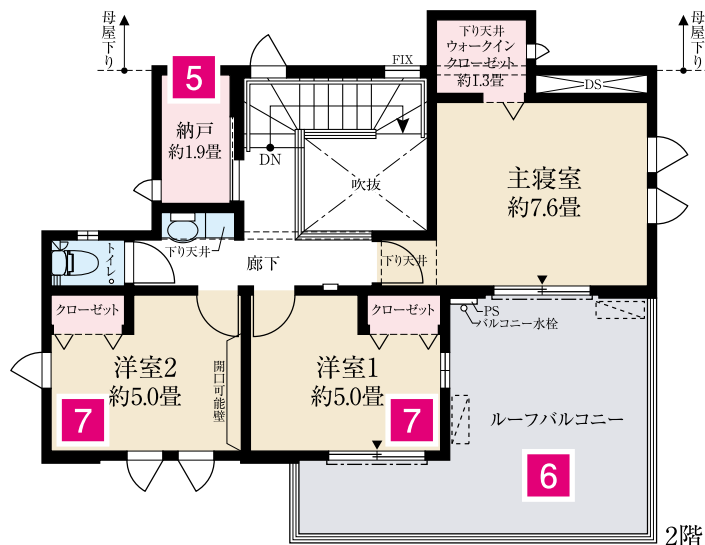 母屋下り
母屋下り
下り天井
ウォークイン
クローゼット
約1.3畳
FIX
DS
5
納戸
約1.9畳
DN
吹抜
主寝室
約7.6畳
トイレ
下り天井
廊下
下り天井
クローゼット
クローゼット
PS
バルコニー水栓
洋室2
約5.0畳
開口可能壁
洋室1
約5.0畳
7
7
ルーフバルコニー
6
2階